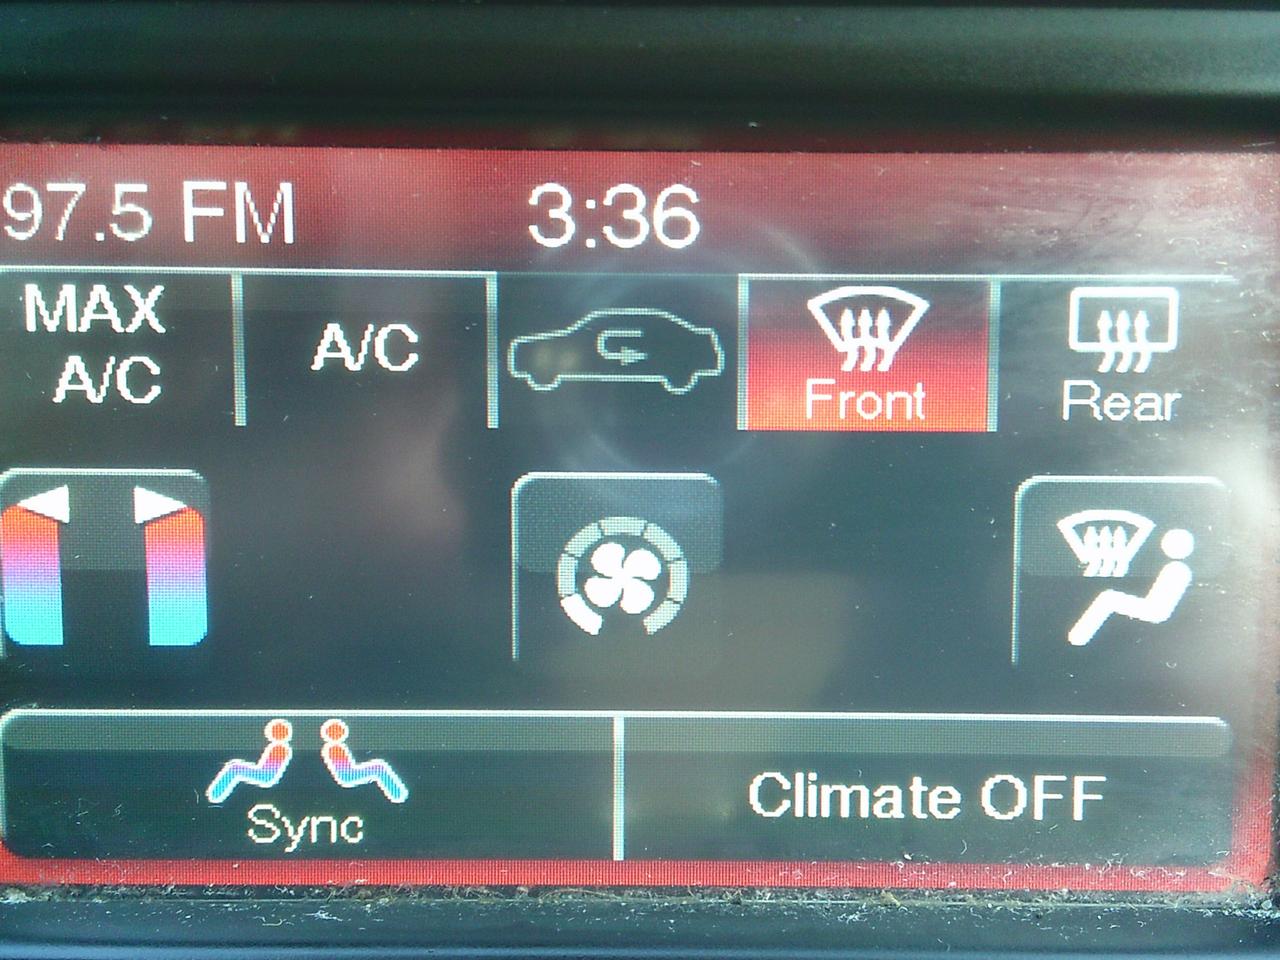 97.5 FM 3:36
MAX
A/C
A/C
Front
Rear
Sync
Climate OFF